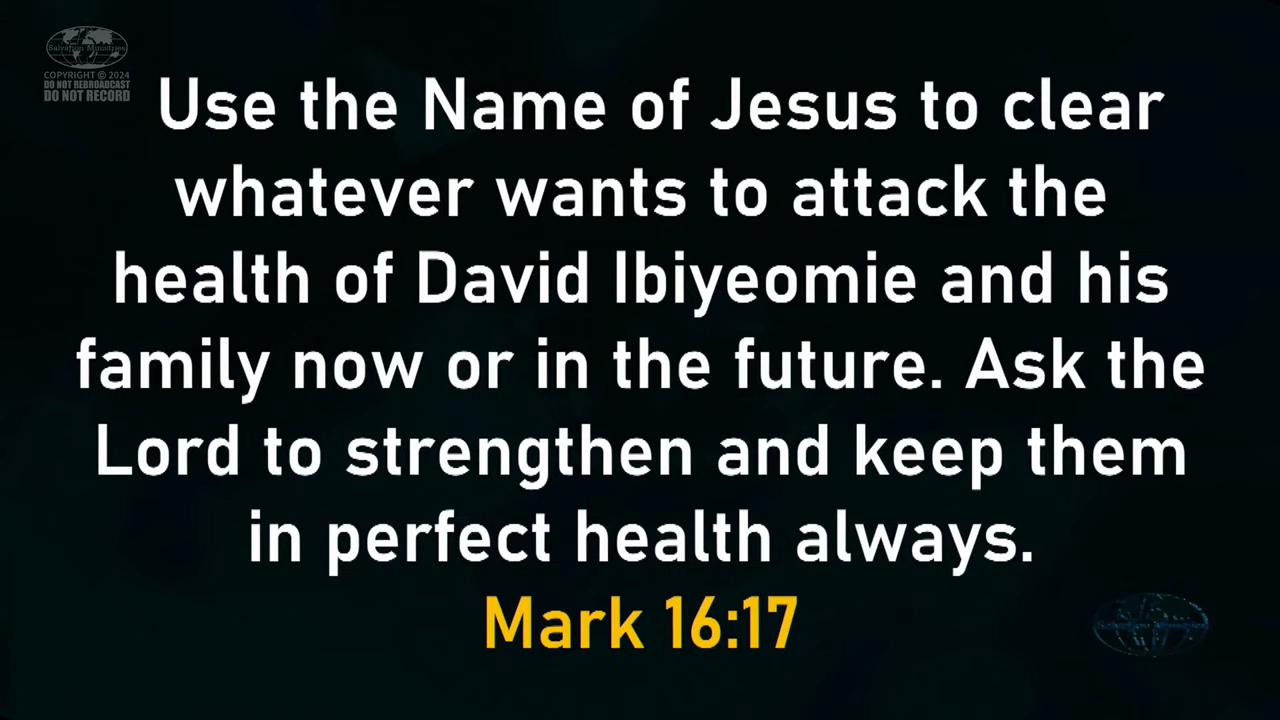 Salvation Ministries
COPYRIGHT © 2024
DO NOT REBROADCAST
DO NOT RECORD
Use the Name of Jesus to clear
whatever wants to attack the
health of David Ibiyeomie and his
family now or in the future. Ask the
Lord to strengthen and keep them
in perfect health always.
Mark 16:17
Salvation Ministries